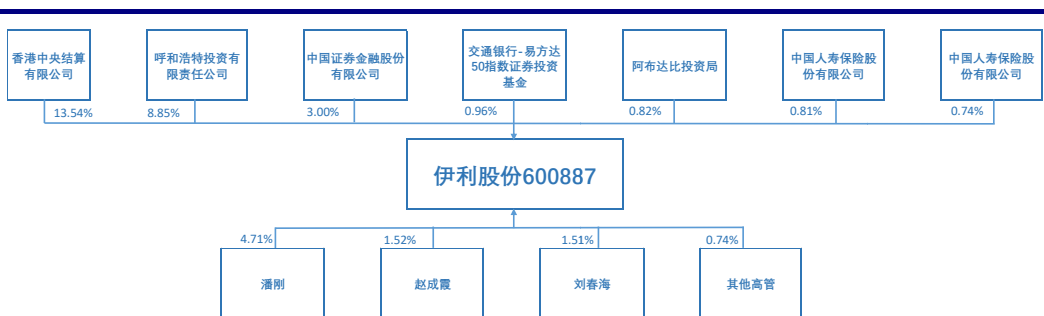 香港中央结算
有限公司
呼和浩特投资有
限责任公司
中国证券金融股份
有限公司
交通银行-易方达
50指数证券投资
基金
阿布达比投资局
中国人寿保险股
份有限公司
中国人寿保险股
份有限公司
13.54%
8.85%
3.00%
0.96%
0.82%
0.81%
0.74%
伊利股份600887
4.71%
1.52%
1.51%
0.74%
潘刚
赵成霞
刘春海
其他高管